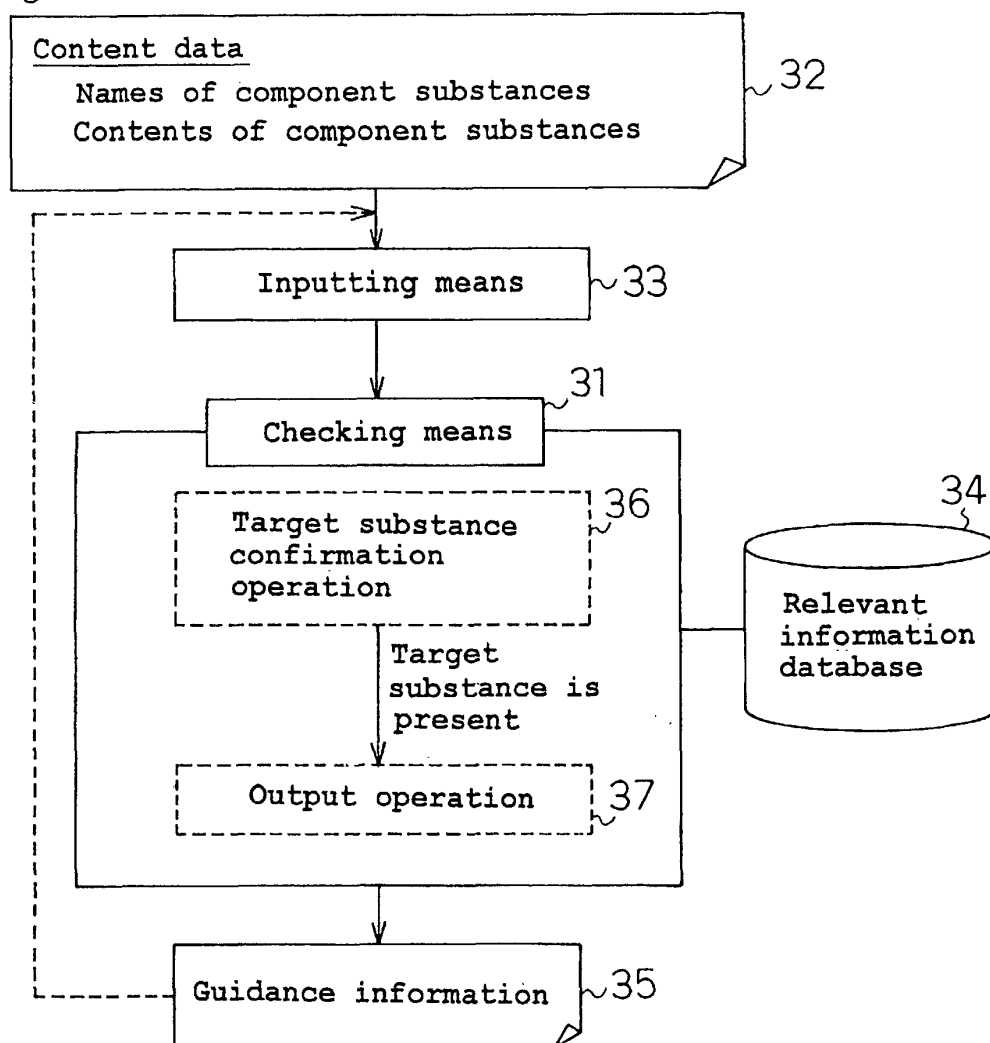 Content data
Names of component substances
Contents of component substances
32
Inputting means
33
31
Checking means
36
Target substance
confirmation
operation
34
Relevant
information
database
Target
substance is
present
Output operation
37
Guidance information
35